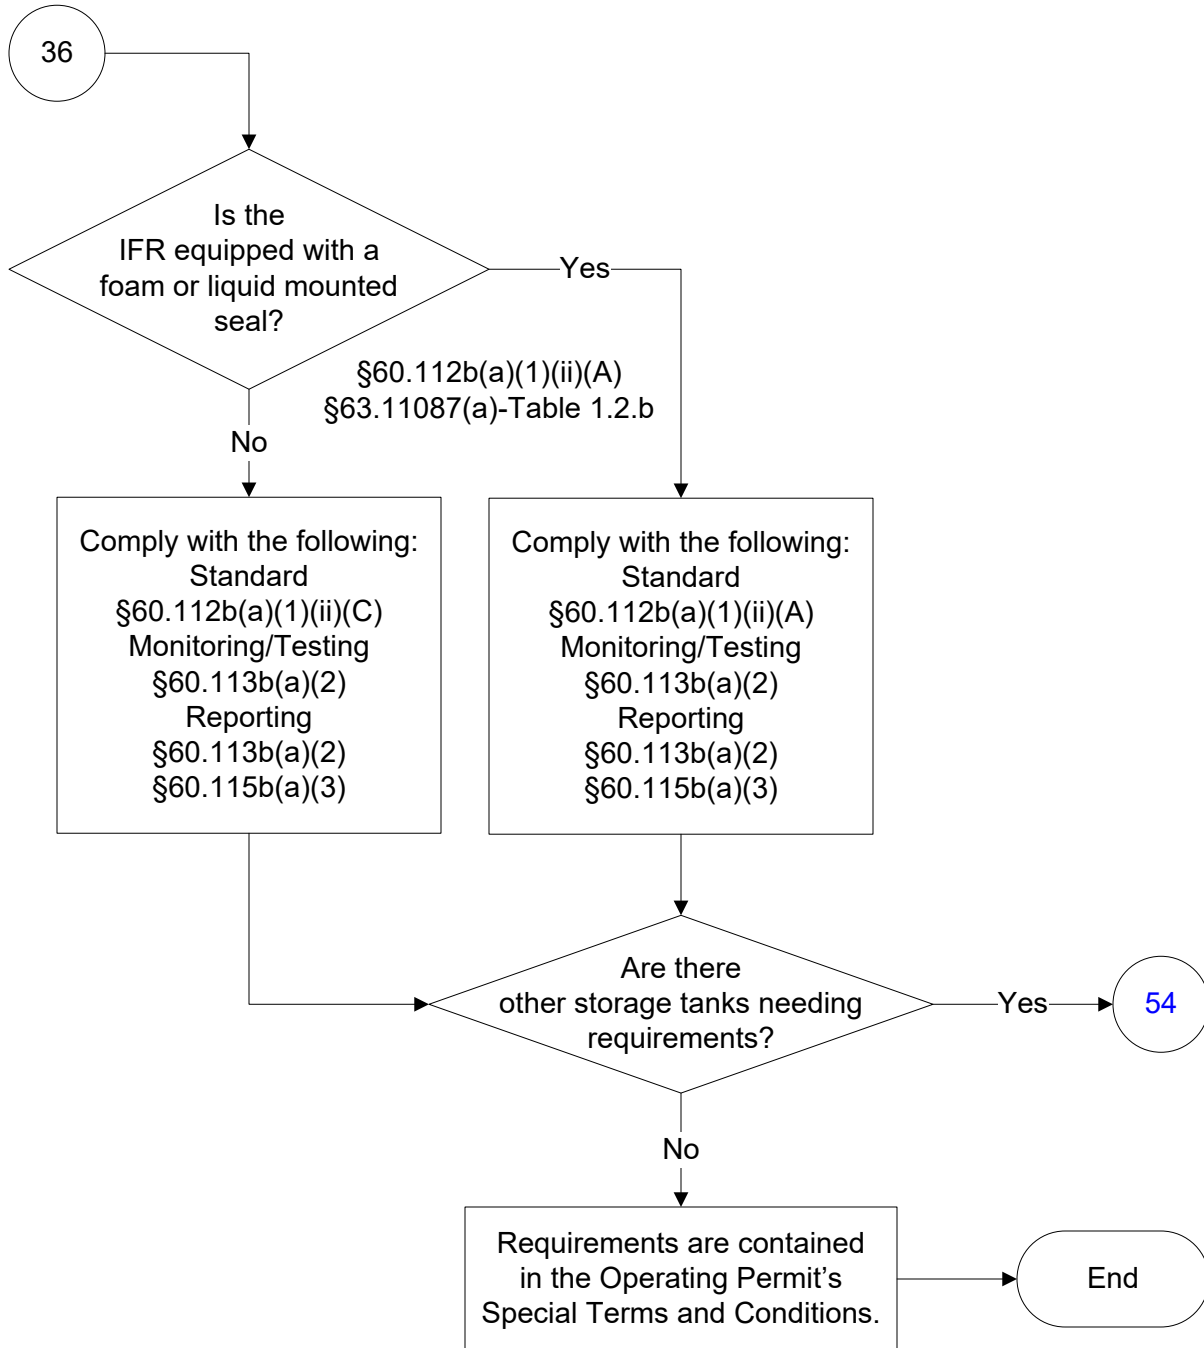 36
Is the
IFR equipped with a
foam or liquid mounted
seal?
Yes
§60.112b(a)(1)(ii)(A)
§63.11087(a)-Table 1.2.b
No
Comply with the following:
Standard
§60.112b(a)(1)(ii)(C)
Monitoring/Testing
§60.113b(a)(2)
Reporting
§60.113b(a)(2)
§60.115b(a)(3)
Comply with the following:
Standard
§60.112b(a)(1)(ii)(A)
Monitoring/Testing
§60.113b(a)(2)
Reporting
§60.113b(a)(2)
§60.115b(a)(3)
Are there
other storage tanks needing
requirements?
Yes
54
No
Requirements are contained
in the Operating Permit’s
Special Terms and Conditions.
End